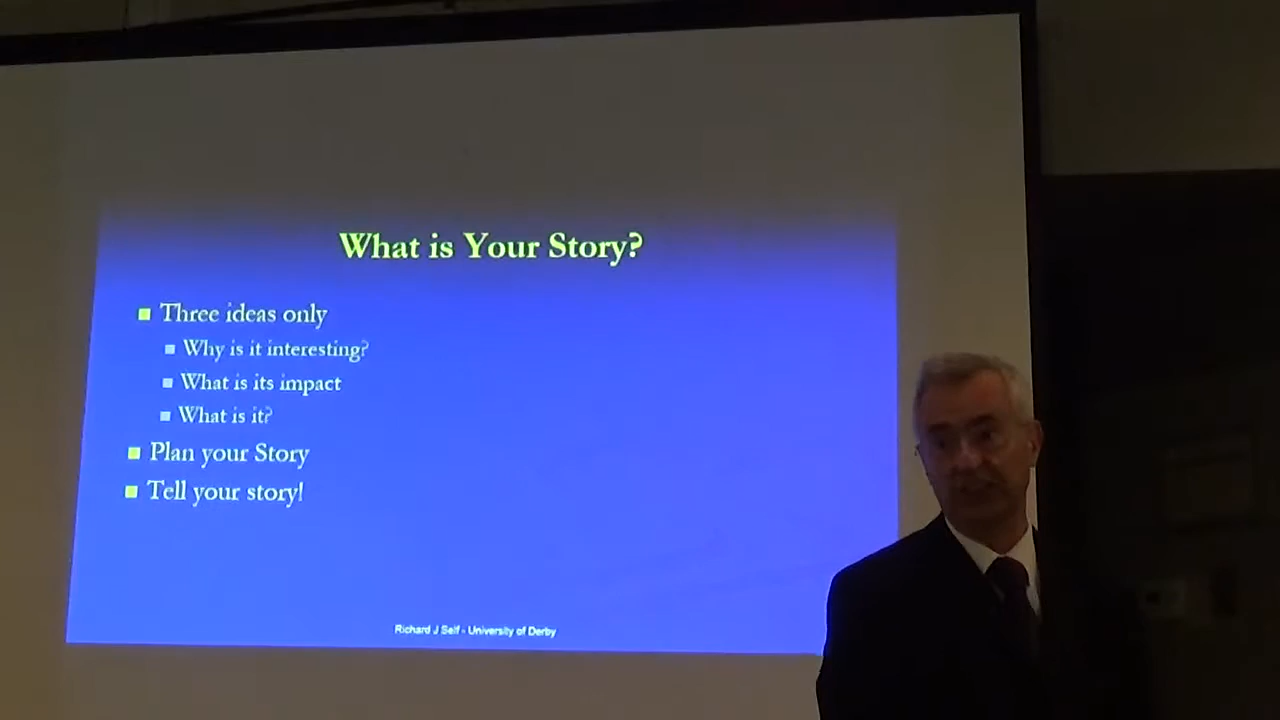 What is Your Story?
Three ideas only
Why is it interesting?
What is its impact
What is it?
Plan your Story
Tell your story!
Richard J Self - University of Derby